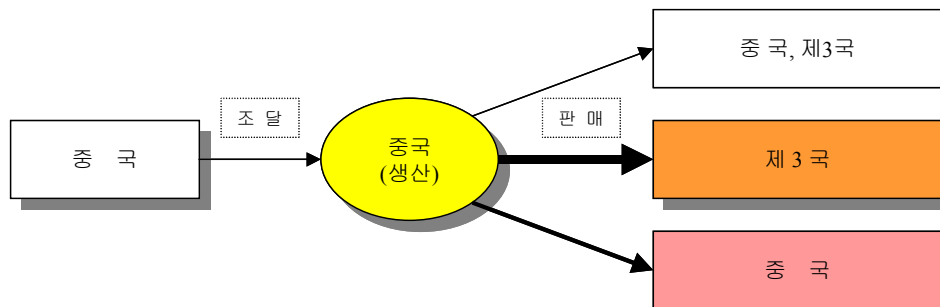 중 국, 제3국
조 달
판 매
중 국
중국
(생산)
제 3 국
중 국